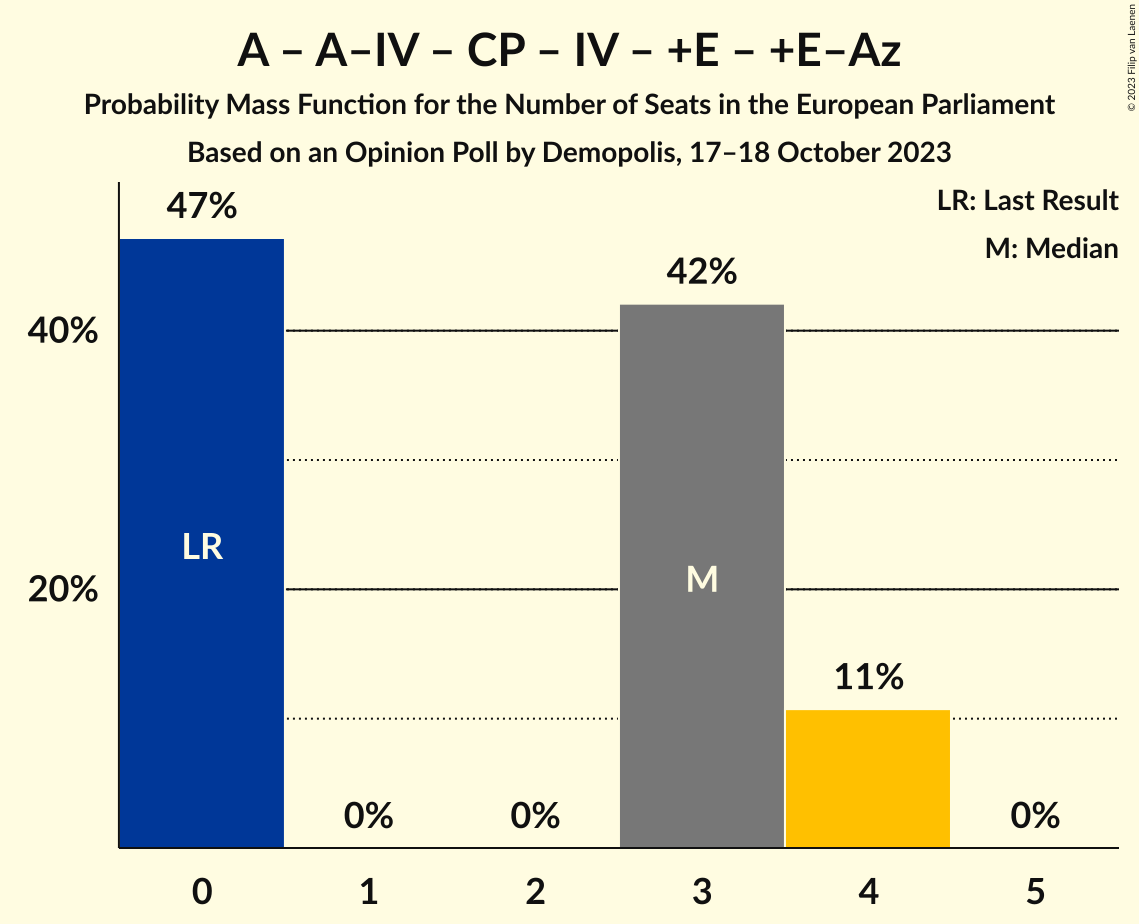 A – A–IV – CP – IV – +E – +E–Az
Probability Mass Function for the Number of Seats in the European Parliament
Based on an Opinion Poll by Demopolis, 17–18 October 2023
© 2023 Filip van Laenen
LR: Last Result
M: Median
47%
42%
40%
LR
M
20%
11%
0%
0%
0%
0
1
2
3
4
5